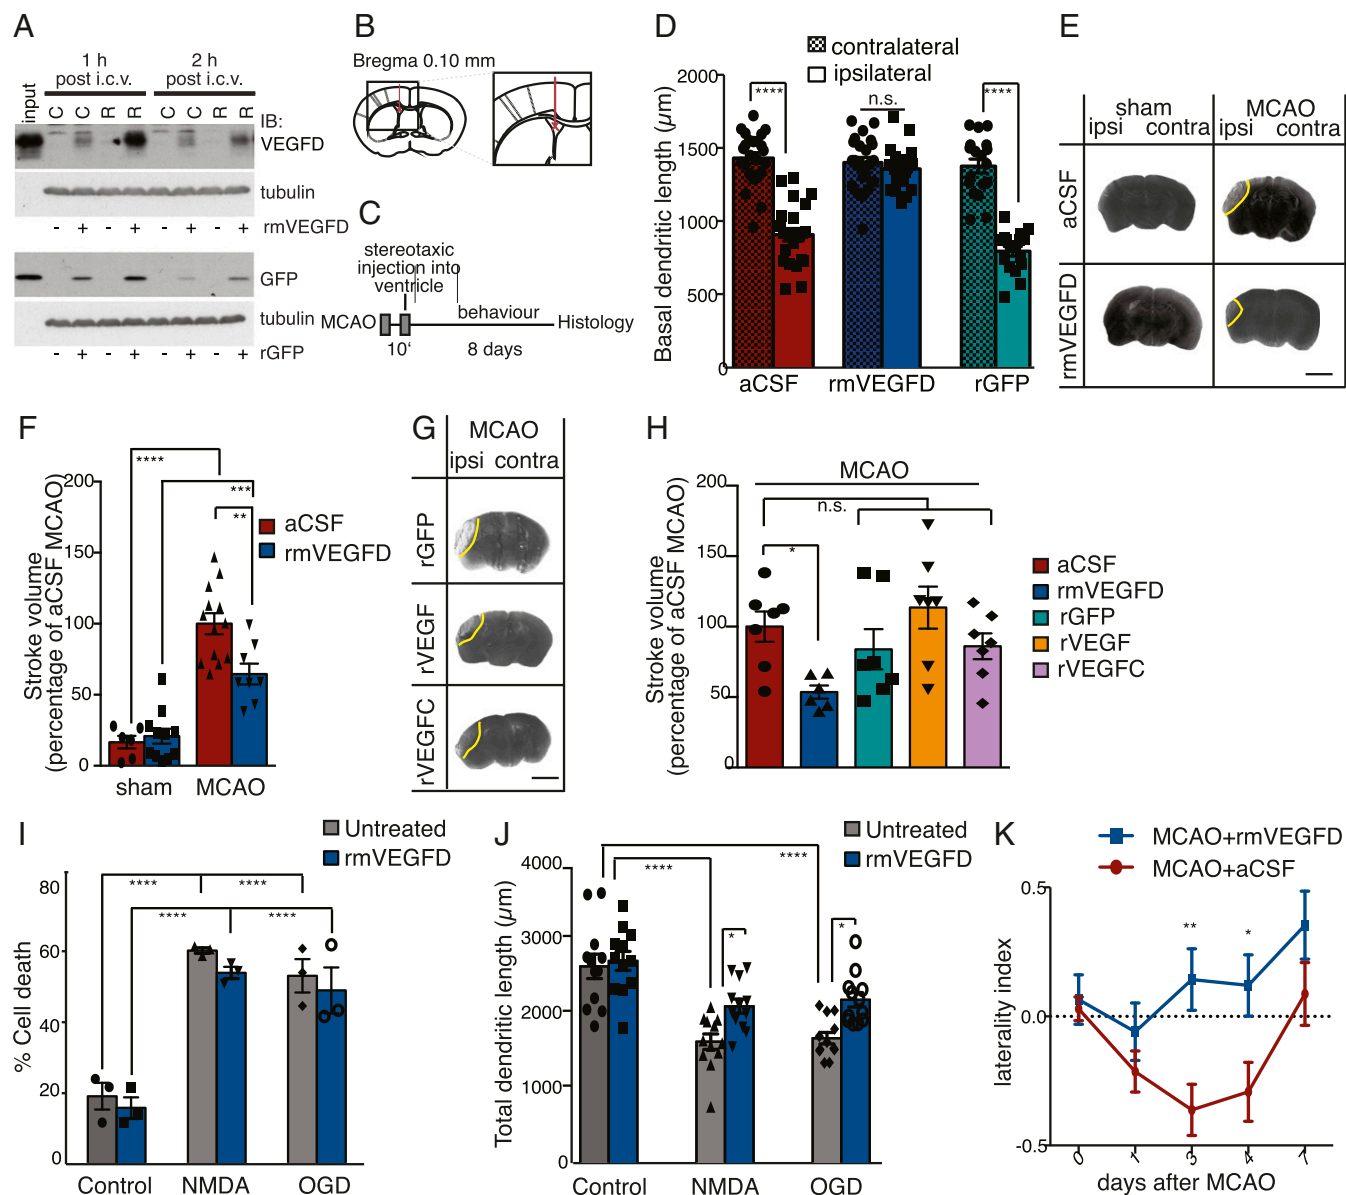 A
1 h
post i.c.v.
2 h
post i.c.v.
input
C
C
R
R
C
C
R
R
IB:
VEGFD
tubulin
- + - + - + - + rmVEGFD
GFP
tubulin
- + - + - + - + rGFP
B
Bregma 0.10 mm
C
stereotaxic
injection into
ventricle
behaviour
MCAO
Histology
10‘
8 days
D
contralateral
ipsilateral
Basal dendritic length (µm)
2000
1500
1000
500
0
****
n.s.
****
aCSF
rmVEGFD
rGFP
E
sham
MCAO
ipsi contra
ipsi contra
aCSF
rmVEGFD
F
Stroke volume
(percentage of aCSF MCAO)
200
150
100
50
0
****
***
**
aCSF
rmVEGFD
sham
MCAO
G
MCAO
ipsi contra
rGFP
rVEGF
rVEGFC
H
MCAO
Stroke volume
(percentage of aCSF MCAO)
200
150
100
50
0
n.s.
*
aCSF
rmVEGFD
rGFP
rVEGF
rVEGFC
I
Untreated
rmVEGFD
% Cell death
80
60
40
20
0
****
****
****
****
Control
NMDA
OGD
J
Untreated
rmVEGFD
Total dendritic length (µm)
4000
3000
2000
1000
0
****
****
*
*
Control
NMDA
OGD
K
MCAO+rmVEGFD
MCAO+aCSF
laterality index
0.5
0.0
-0.5
**
*
0
1
3
4
7
days after MCAO